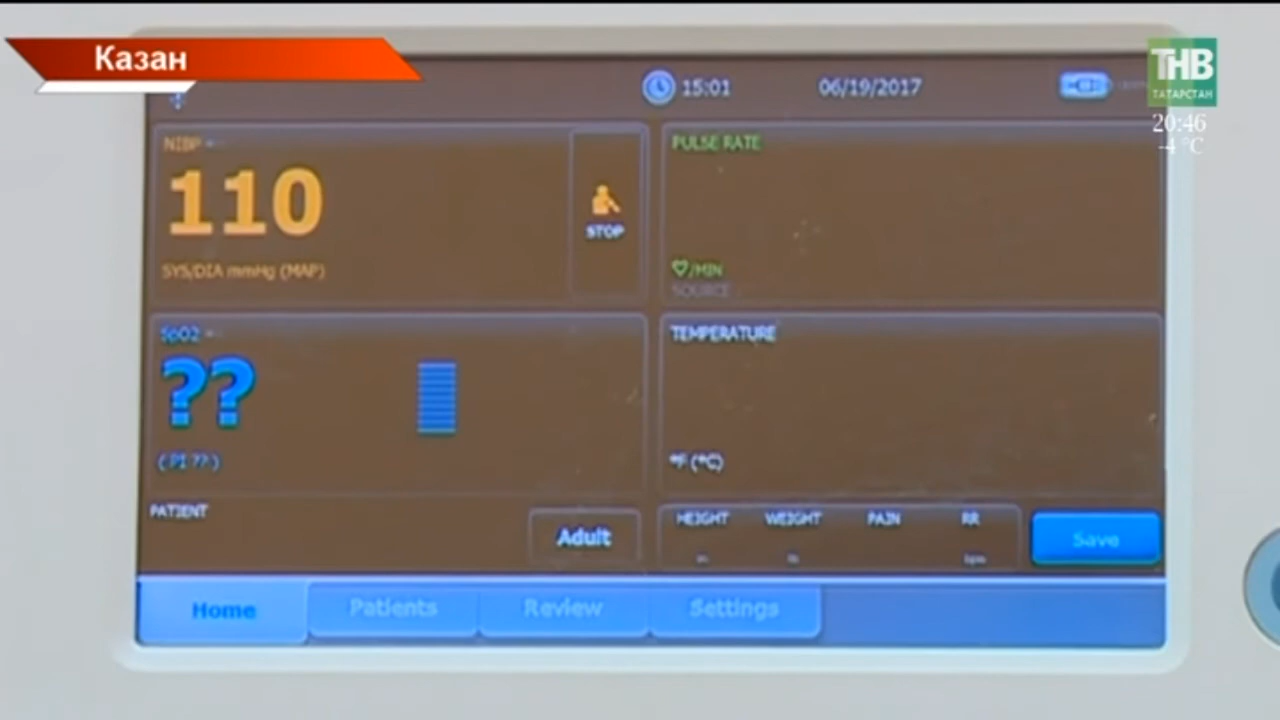 Казан
ТНВ
ТАТАРСТАН
20:46
-4 °C
15:01
06/19/2017
NIBP
110
STOP
SYS/DIA mmHg (MAP)
PULSE RATE
♡/MIN
SOURCE
SpO2
??
( PI ?? )
TEMPERATURE
°F (°C)
PATIENT
Adult
HEIGHT
WEIGHT
PAIN
RR
Save
Home
Patients
Review
Settings